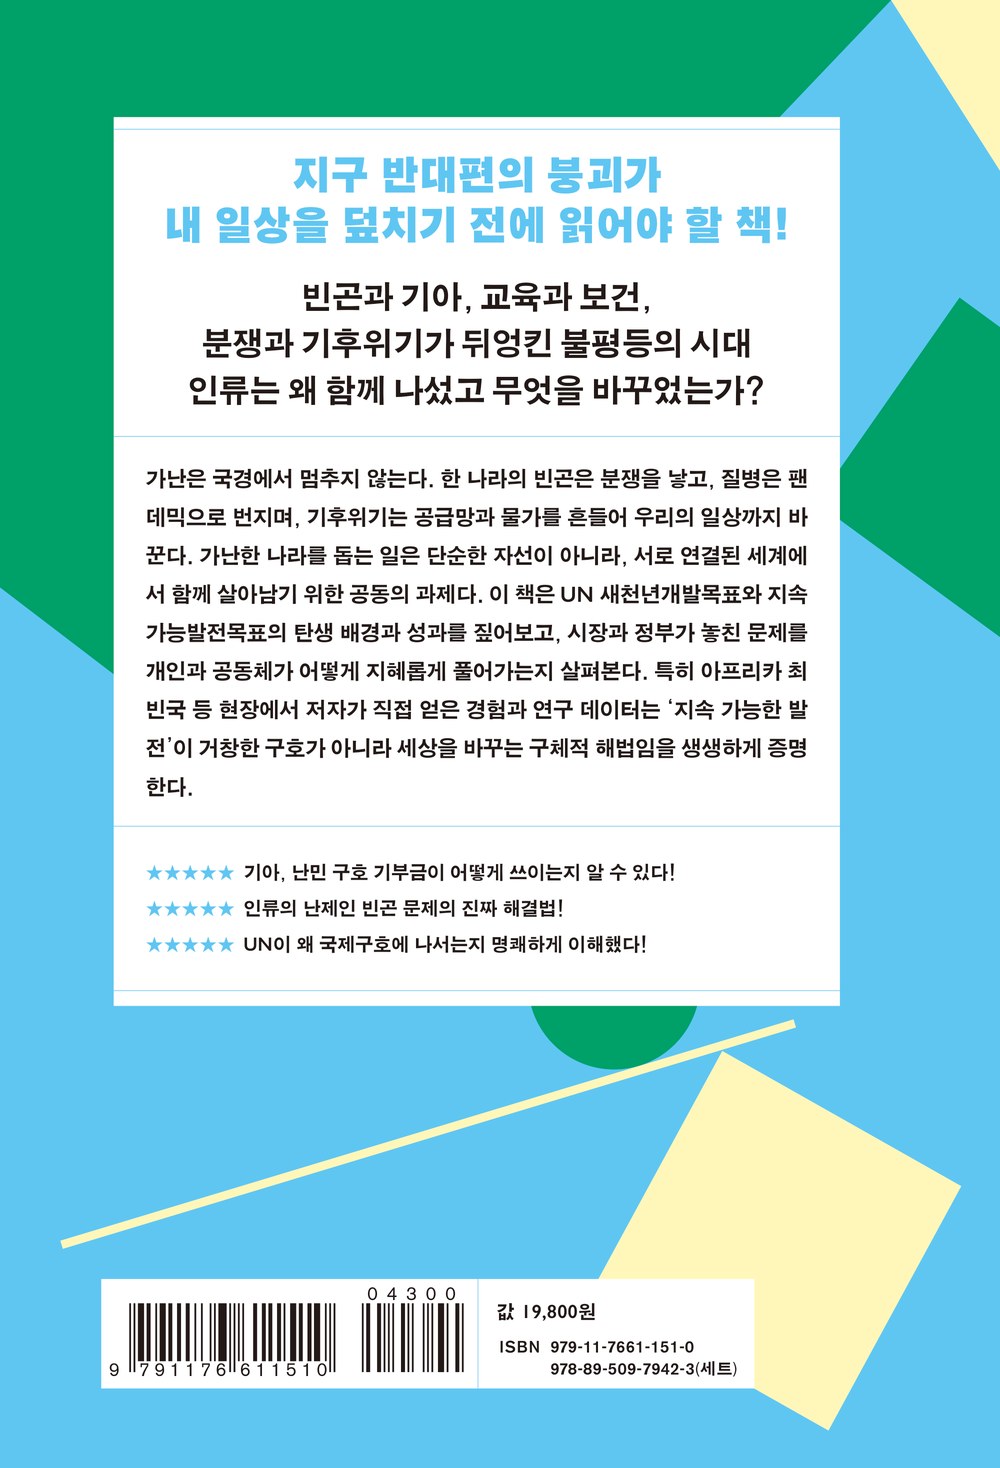 지구 반대편의 붕괴가
내 일상을 덮치기 전에 읽어야 할 책!
빈곤과 기아, 교육과 보건,
분쟁과 기후위기가 뒤엉킨 불평등의 시대
인류는 왜 함께 나섰고 무엇을 바꾸었는가?
가난은 국경에서 멈추지 않는다. 한 나라의 빈곤은 분쟁을 낳고, 질병은 팬
데믹으로 번지며, 기후위기는 공급망과 물가를 흔들어 우리의 일상까지 바
꾼다. 가난한 나라를 돕는 일은 단순한 자선이 아니라, 서로 연결된 세계에
서 함께 살아남기 위한 공동의 과제다. 이 책은 UN 새천년개발목표와 지속
가능발전목표의 탄생 배경과 성과를 짚어보고, 시장과 정부가 놓친 문제를
개인과 공동체가 어떻게 지혜롭게 풀어가는지 살펴본다. 특히 아프리카 최
빈국 등 현장에서 저자가 직접 얻은 경험과 연구 데이터는 ‘지속 가능한 발
전’이 거창한 구호가 아니라 세상을 바꾸는 구체적 해법임을 생생하게 증명
한다.
★★★★★ 기아, 난민 구호 기부금이 어떻게 쓰이는지 알 수 있다!
★★★★★ 인류의 난제인 빈곤 문제의 진짜 해결법!
★★★★★ UN이 왜 국제구호에 나서는지 명쾌하게 이해했다!
04300
9 791176 611510
값 19,800원
ISBN 979-11-7661-151-0
978-89-509-7942-3(세트)